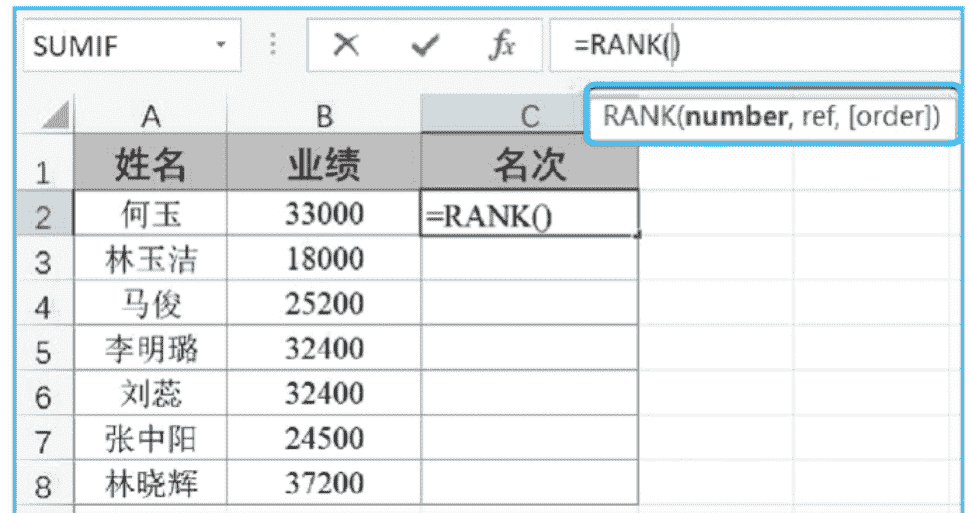 SUMIF =RANK()
RANK(number, ref, [order])
A B C
1 姓名 业绩 名次
2 何玉 33000 =RANK()
3 林玉洁 18000
4 马俊 25200
5 李明璐 32400
6 刘蕊 32400
7 张中阳 24500
8 林晓辉 37200